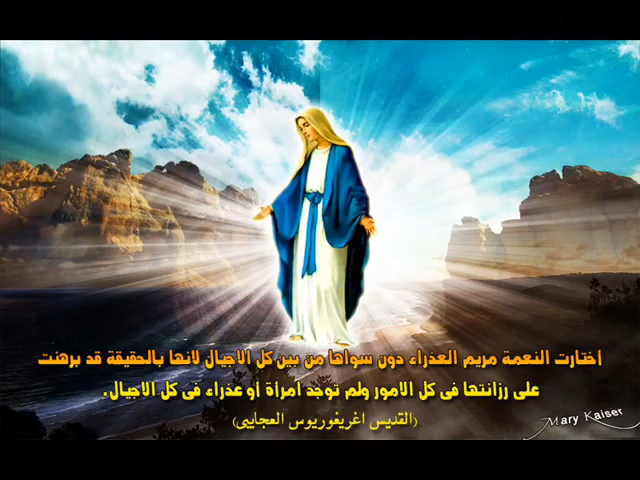 أختارت النعمة مريم العذراء دون سواها من بين كل الاجيال لانها بالحقيقة قد برهنت
على رزانتها فى كل الامور ولم توجد امرأة أو عذراء فى كل الاجيال.
(القديس اغريغوريوس العجايبى)
Mary Kaiser